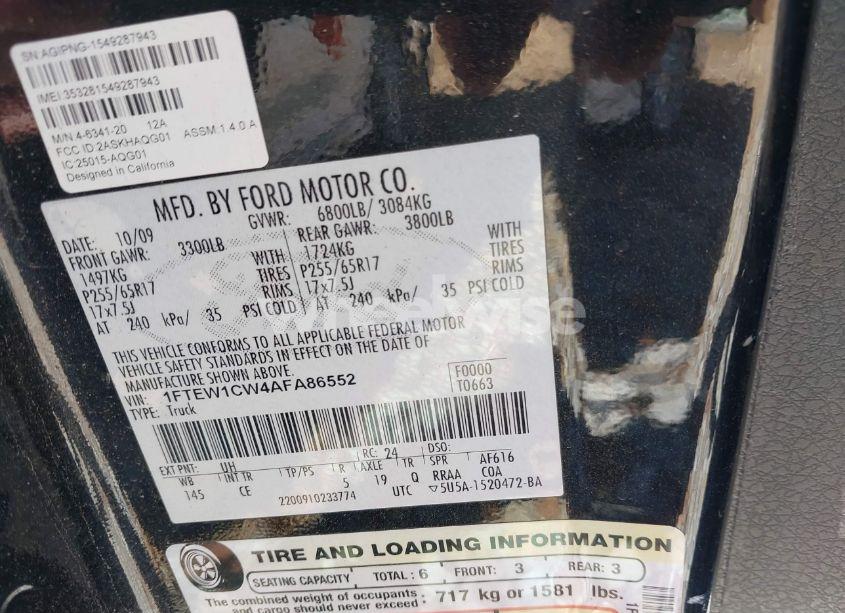 SN:AGIPNG-1549287943
IMEI 353281549287943
M/N 4-6341-20 12A
FCC ID:2ASKHAQG01 ASSM.1.4.0.A
IC:25015-AQG01
Designed in California
MFD. BY FORD MOTOR CO.
DATE: 10/09 GVWR: 6800LB/ 3084KG
FRONT GAWR: 3300LB REAR GAWR: 3800LB
1497KG WITH 1724KG WITH
P255/65R17 TIRES P255/65R17 TIRES
17x7.5J RIMS 17x7.5J RIMS
AT 240 kPa/ 35 PSI COLD AT 240 kPa/ 35 PSI COLD
THIS VEHICLE CONFORMS TO ALL APPLICABLE FEDERAL MOTOR
VEHICLE SAFETY STANDARDS IN EFFECT ON THE DATE OF
MANUFACTURE SHOWN ABOVE.
VIN: 1FTEW1CW4AFA86552 F0000
TYPE: Truck T0663
EXT PNT: UH RC: 24 DSO:
WB INT TR TP/PS R AXLE TR SPR AF616
145 CE 5 19 Q RRAA COA
2200910233774 UTC ▽5U5A-1520472-BA
wheelwise
TIRE AND LOADING INFORMATION
SEATING CAPACITY TOTAL : 6 FRONT: 3 REAR: 3
The combined weight of occupants
and cargo should never exceed : 717 kg or 1581 lbs.